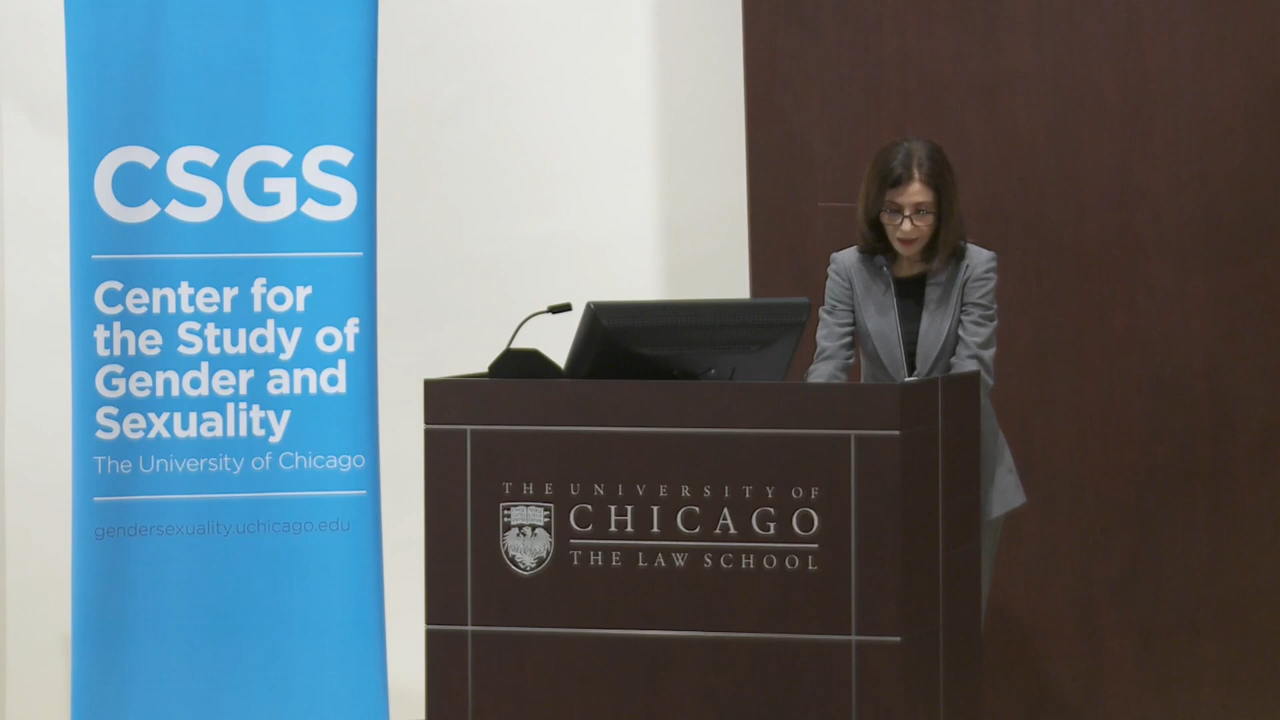 CSGS
Center for
the Study of
Gender and
Sexuality
The University of Chicago
gendersexuality.uchicago.edu
THE UNIVERSITY OF
CHICAGO
THE LAW SCHOOL